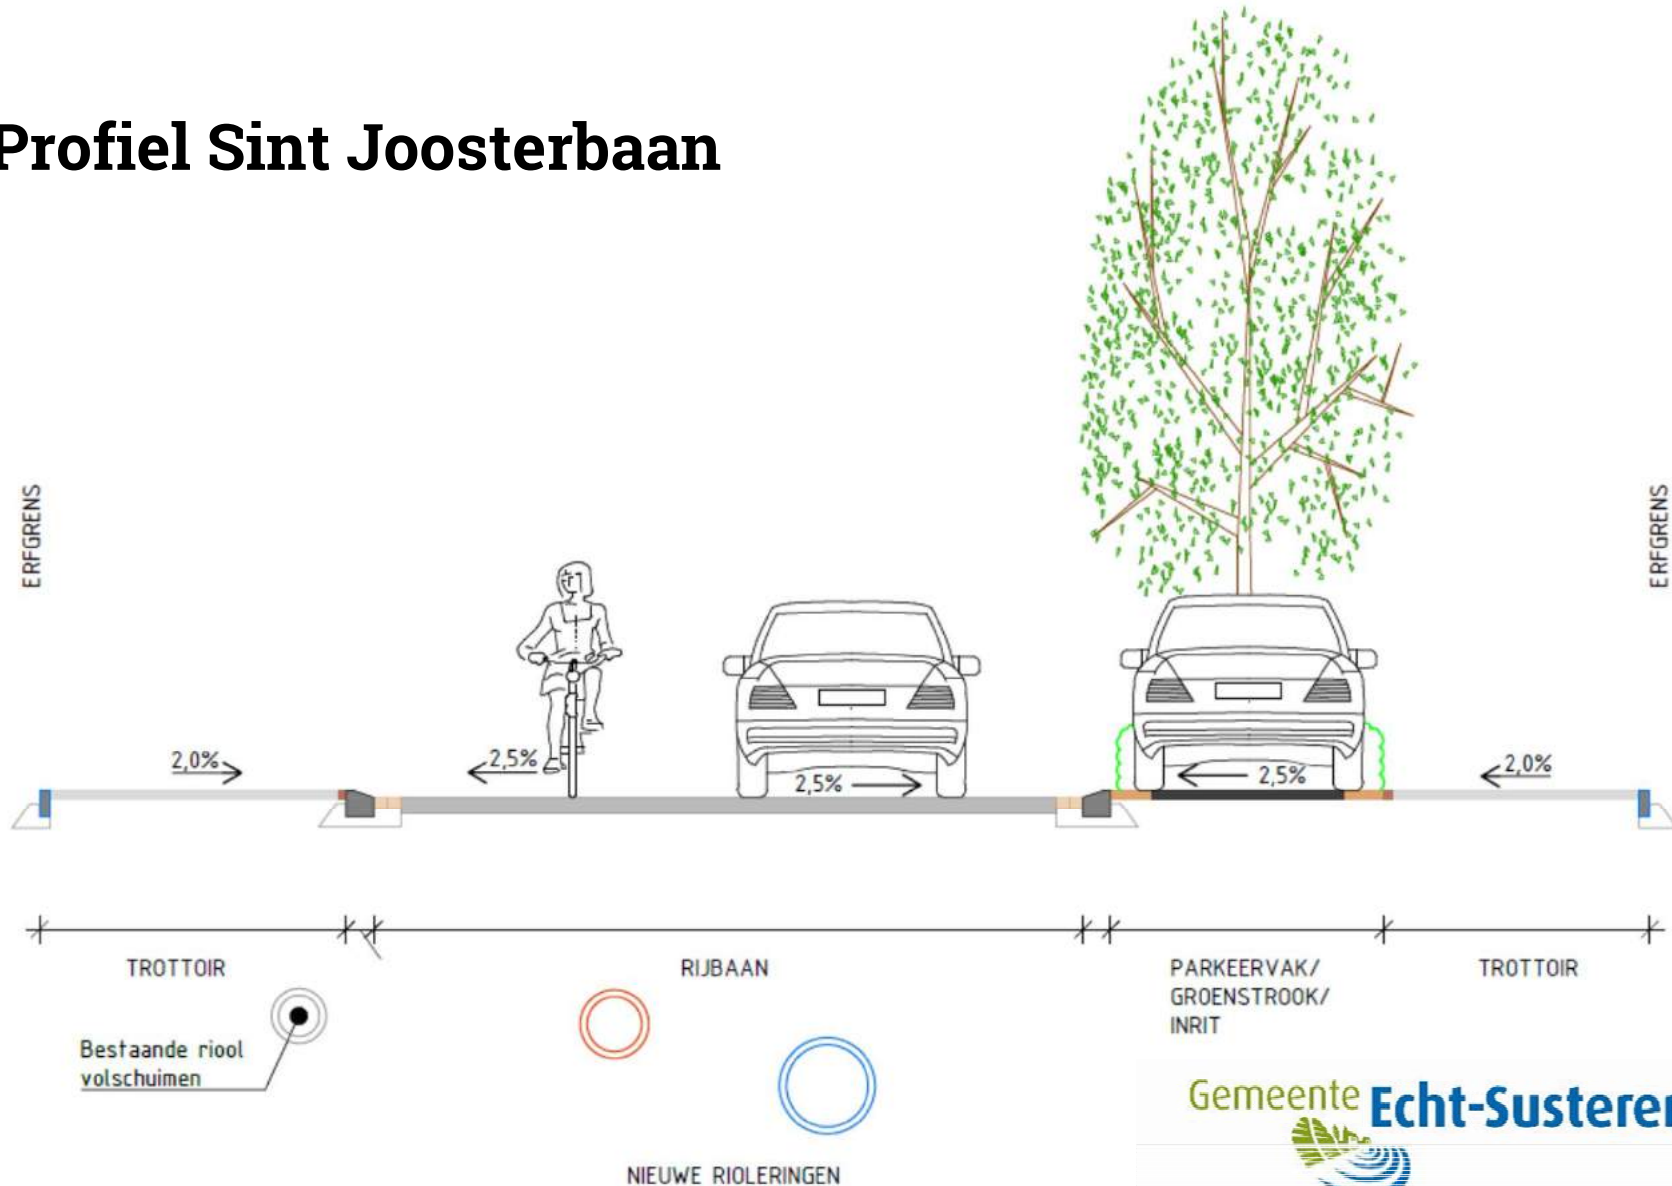 Profiel Sint Joosterbaan
ERFGRENS
ERFGRENS
2,0%
2,5%
2,5%
2,5%
2,0%
TROTTOIR
RIJBAAN
PARKEERVAK/
GROENSTROOK/
INRIT
TROTTOIR
Bestaande riool
volschuimen
NIEUWE RIOLERINGEN
Gemeente Echt-Susteren